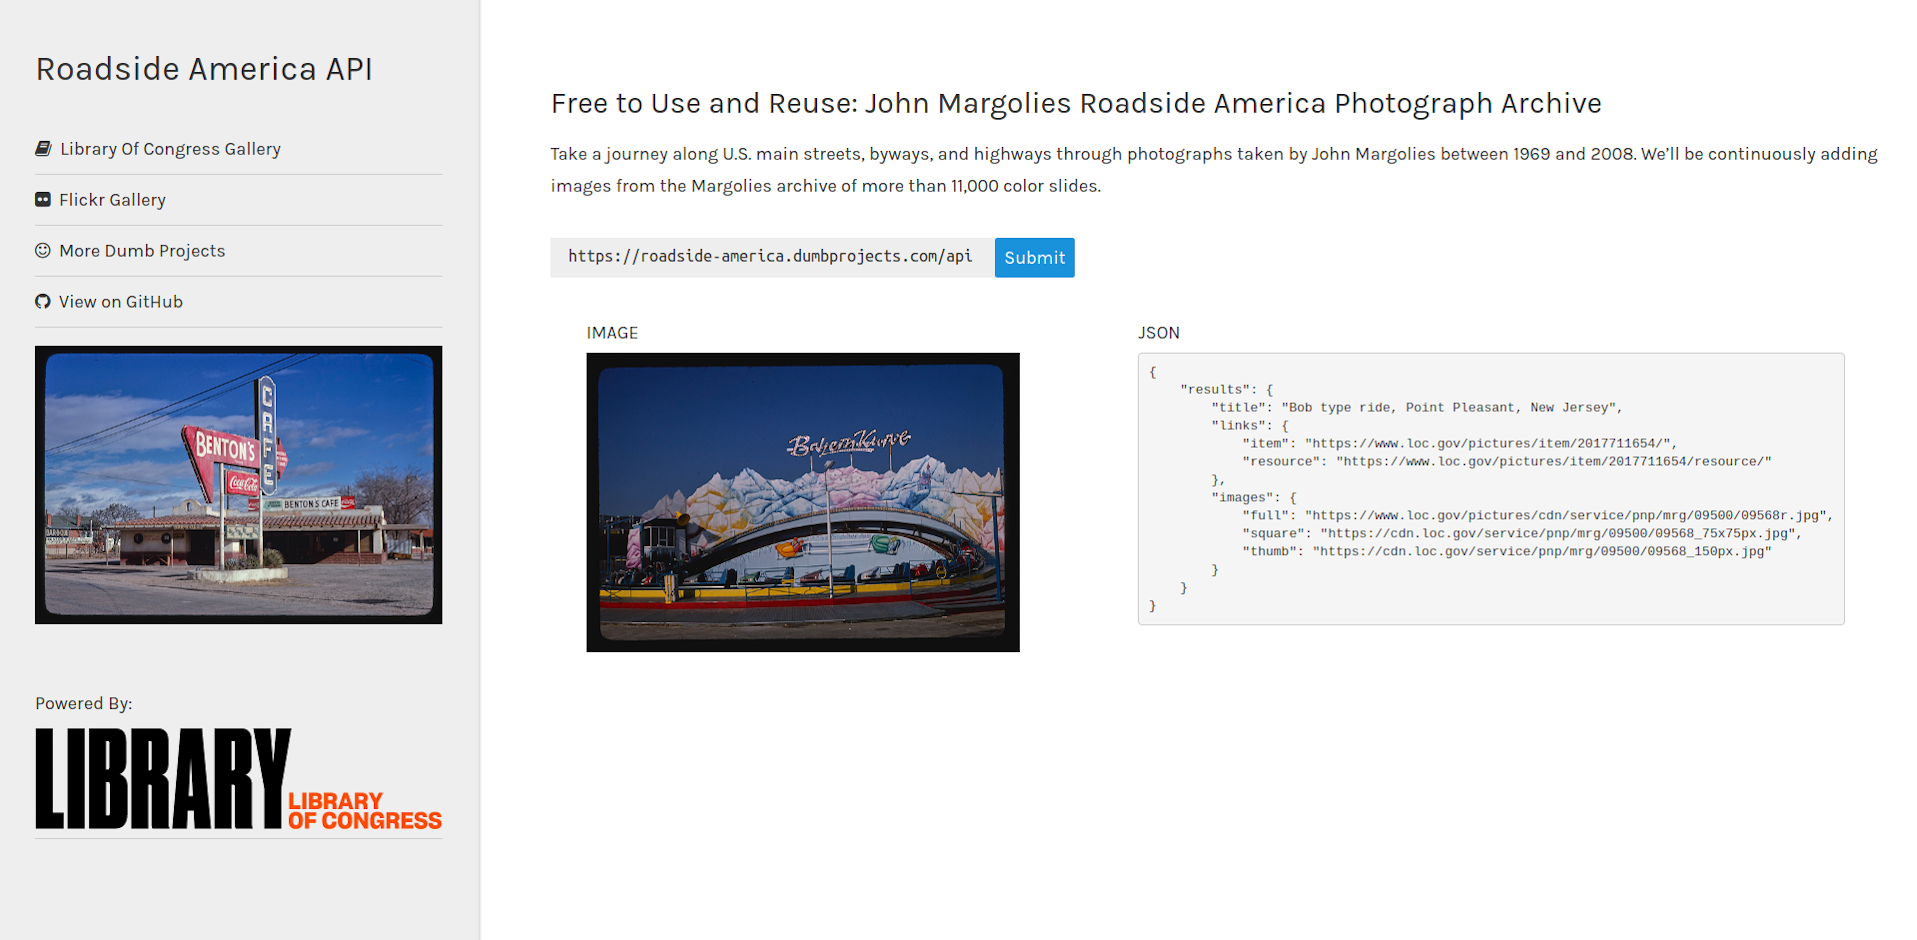 Roadside America API
Library Of Congress Gallery
Flickr Gallery
More Dumb Projects
View on GitHub
CAFE
BENTON'S
Coca-Cola
BENTON'S CAFE
Powered By:
LIBRARY
LIBRARY
OF CONGRESS
Free to Use and Reuse: John Margolies Roadside America Photograph Archive
Take a journey along U.S. main streets, byways, and highways through photographs taken by John Margolies between 1969 and 2008. We’ll be continuously adding
images from the Margolies archive of more than 11,000 color slides.
https://roadside-america.dumbprojects.com/api
Submit
IMAGE
JSON
{
"results": {
"title": "Bob type ride, Point Pleasant, New Jersey",
"links": {
"item": "https://www.loc.gov/pictures/item/2017711654/",
"resource": "https://www.loc.gov/pictures/item/2017711654/resource/"
},
"images": {
"full": "https://www.loc.gov/pictures/cdn/service/pnp/mrg/09500/09568r.jpg",
"square": "https://cdn.loc.gov/service/pnp/mrg/09500/09568_75x75px.jpg",
"thumb": "https://cdn.loc.gov/service/pnp/mrg/09500/09568_150px.jpg"
}
}
}